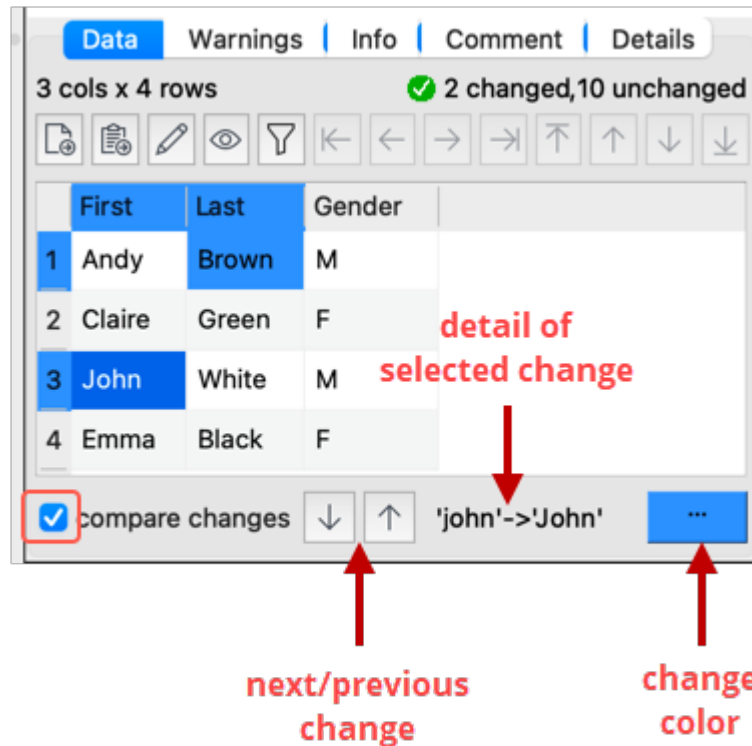 Data Warnings Info Comment Details
3 cols x 4 rows 2 changed,10 unchanged
First Last Gender
1 Andy Brown M
2 Claire Green F
3 John White M
4 Emma Black F
detail of
selected change
compare changes 'john'->'John' ...
next/previous
change
change
color